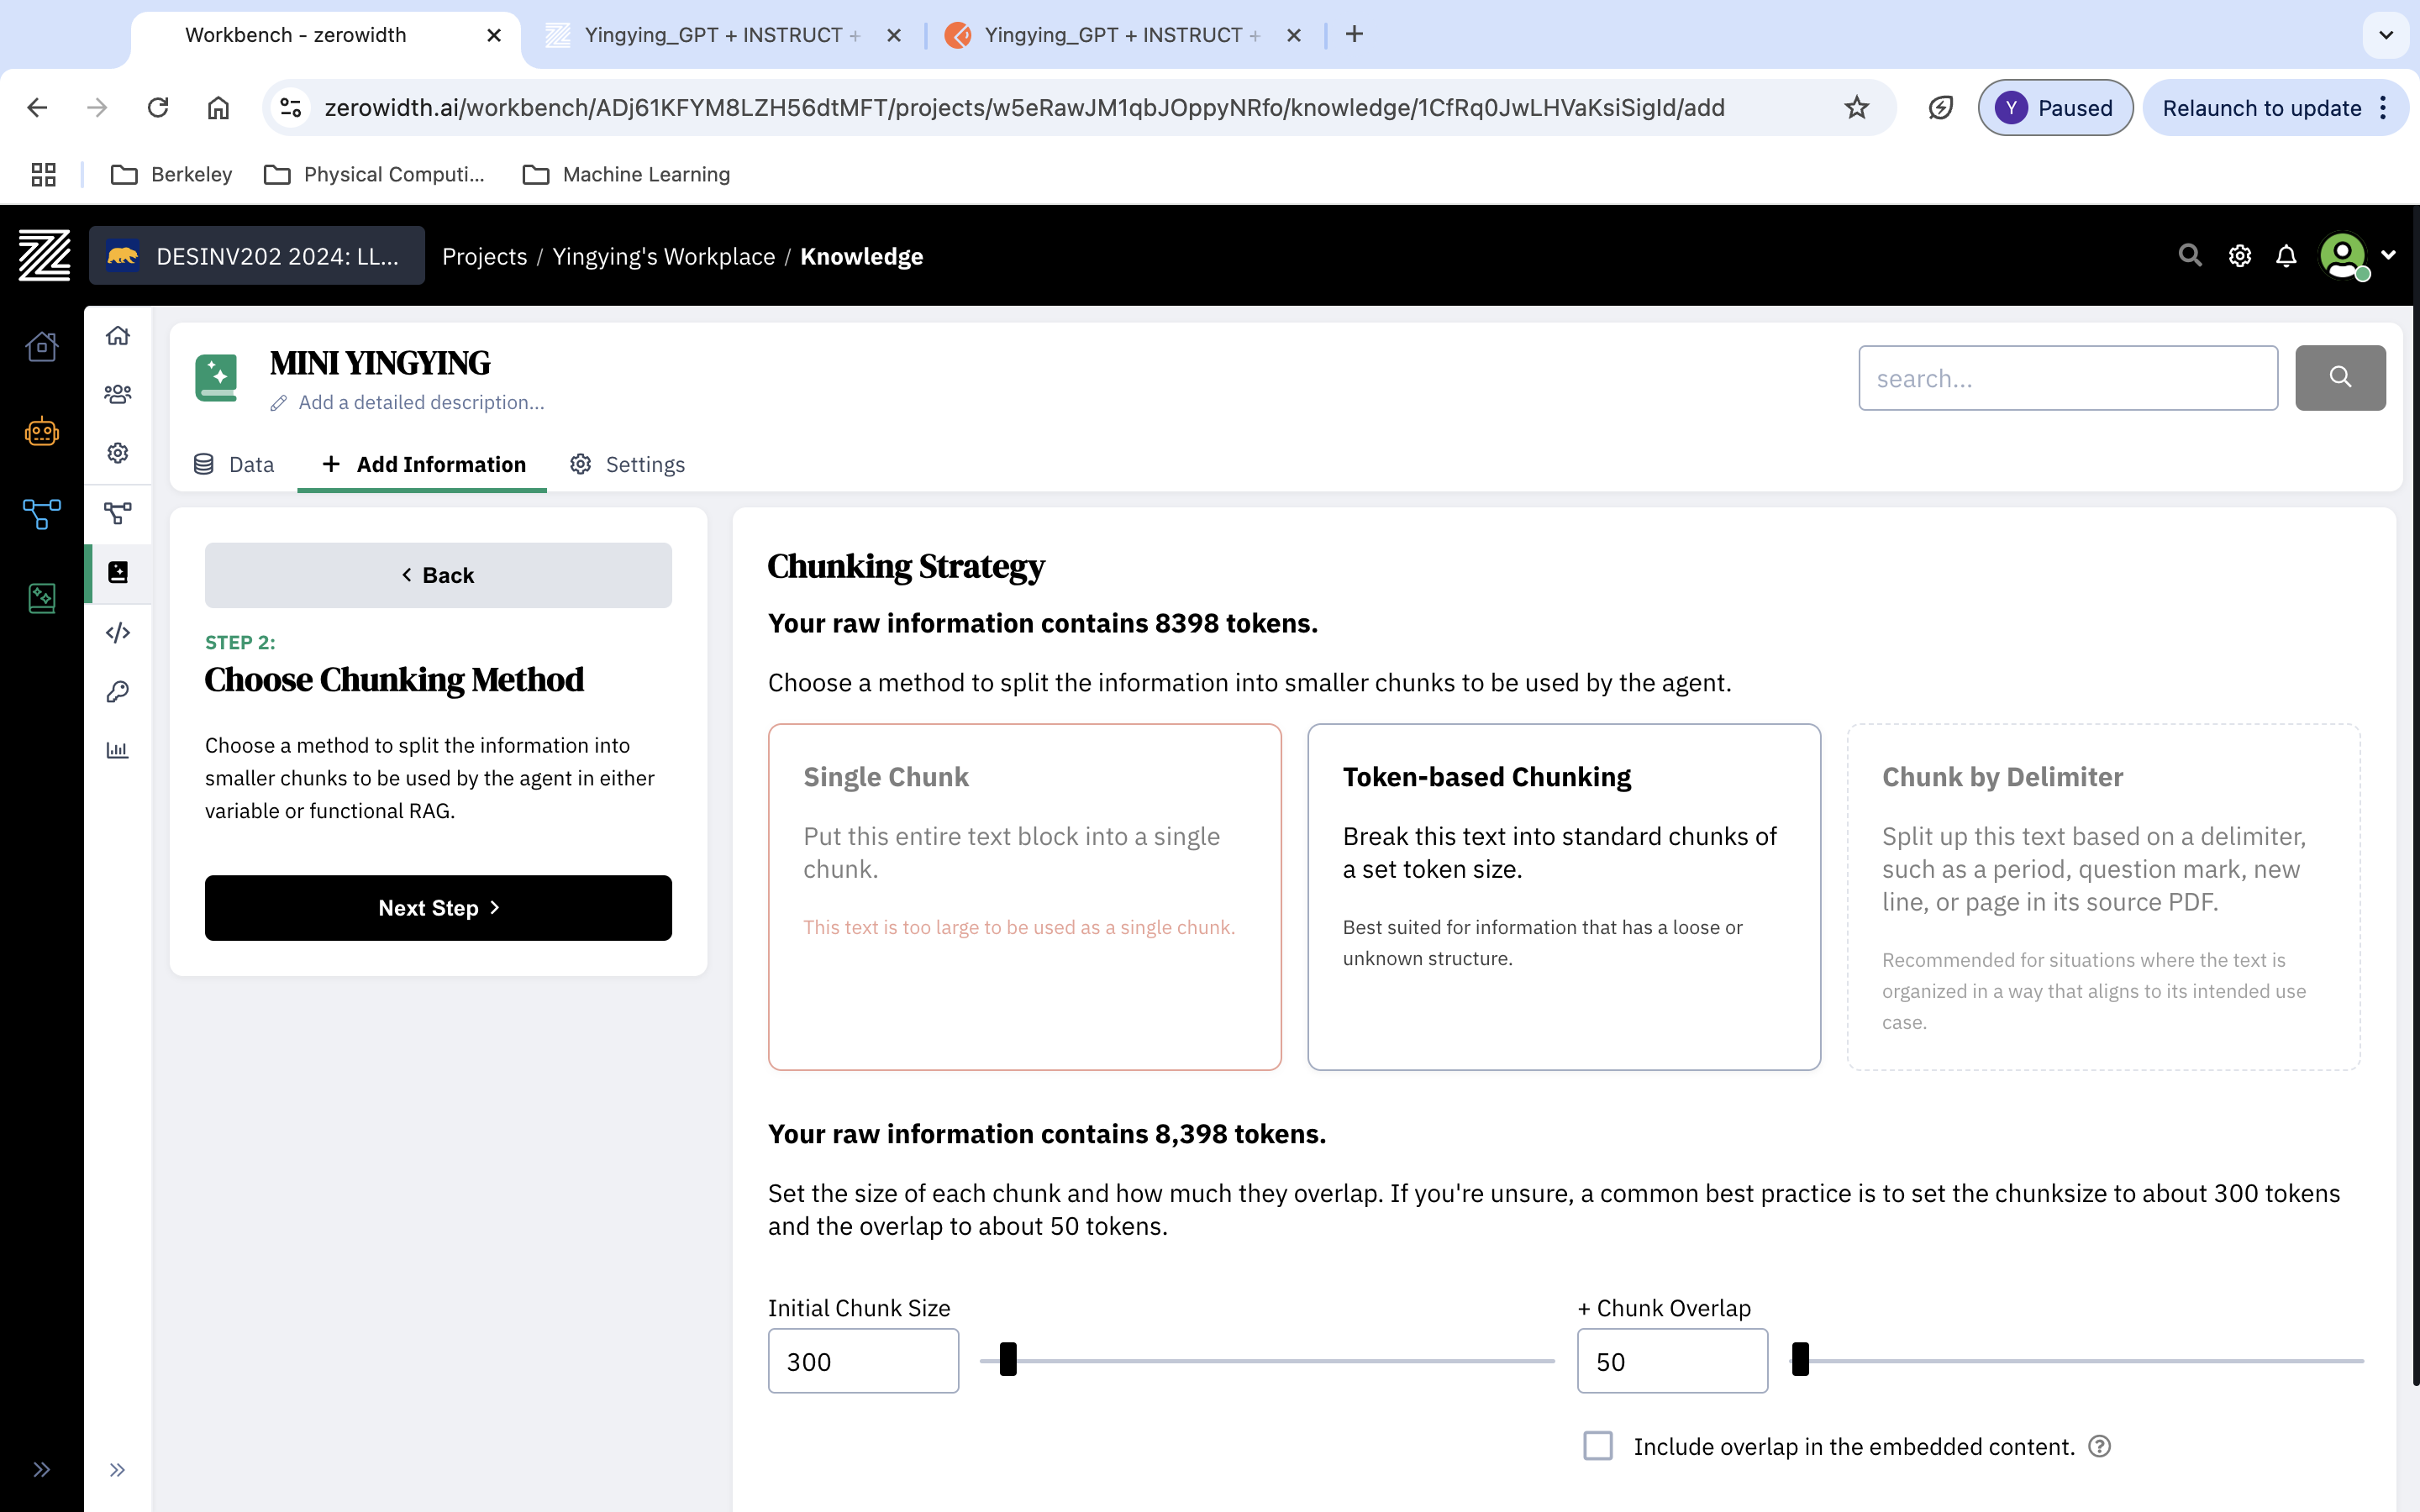 Workbench - zerowidth
Yingying_GPT + INSTRUCT +
Yingying_GPT + INSTRUCT +
zerowidth.ai/workbench/ADj61KFYM8LZH56dtMFT/projects/w5eRawJM1qbJOppyNRfo/knowledge/1CfRq0JwLHVaKsiSigId/add
Y Paused
Relaunch to update
Berkeley
Physical Computi...
Machine Learning
DESINV202 2024: LL...
Projects / Yingying's Workplace / Knowledge
MINI YINGYING
Add a detailed description...
search...
Data
+ Add Information
Settings
Back
STEP 2:
Choose Chunking Method
Choose a method to split the information into
smaller chunks to be used by the agent in either
variable or functional RAG.
Next Step
Chunking Strategy
Your raw information contains 8398 tokens.
Choose a method to split the information into smaller chunks to be used by the agent.
Single Chunk
Put this entire text block into a single
chunk.
This text is too large to be used as a single chunk.
Token-based Chunking
Break this text into standard chunks of
a set token size.
Best suited for information that has a loose or
unknown structure.
Chunk by Delimiter
Split up this text based on a delimiter,
such as a period, question mark, new
line, or page in its source PDF.
Recommended for situations where the text is
organized in a way that aligns to its intended use
case.
Your raw information contains 8,398 tokens.
Set the size of each chunk and how much they overlap. If you're unsure, a common best practice is to set the chunksize to about 300 tokens
and the overlap to about 50 tokens.
Initial Chunk Size
300
+ Chunk Overlap
50
Include overlap in the embedded content.